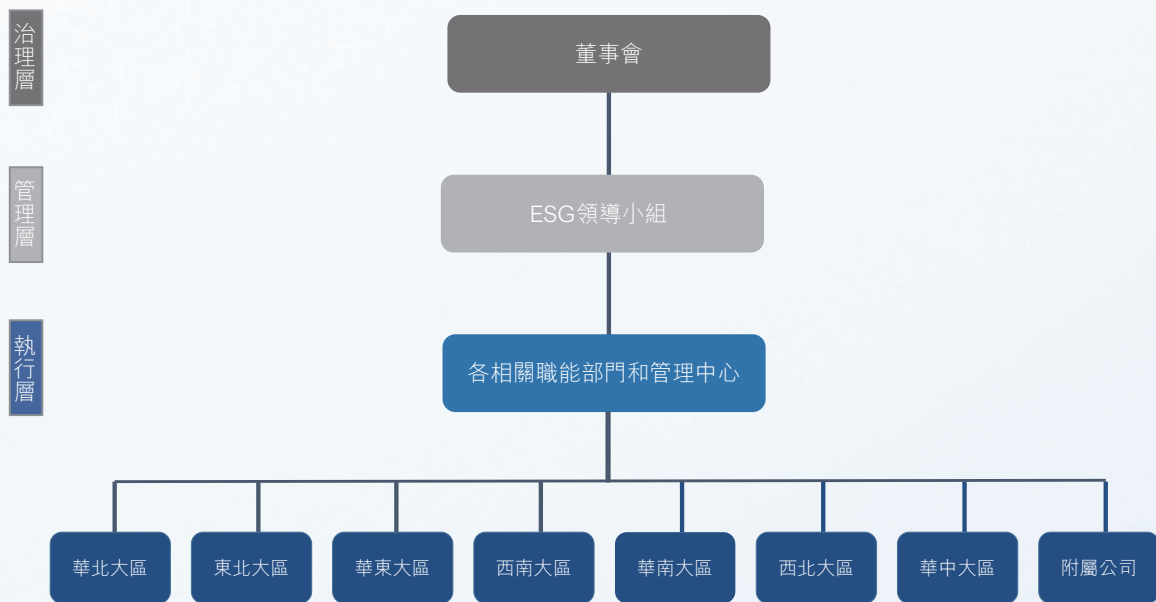 治理層
董事會
管理層
ESG領導小組
執行層
各相關職能部門和管理中心
華北大區
東北大區
華東大區
西南大區
華南大區
西北大區
華中大區
附屬公司